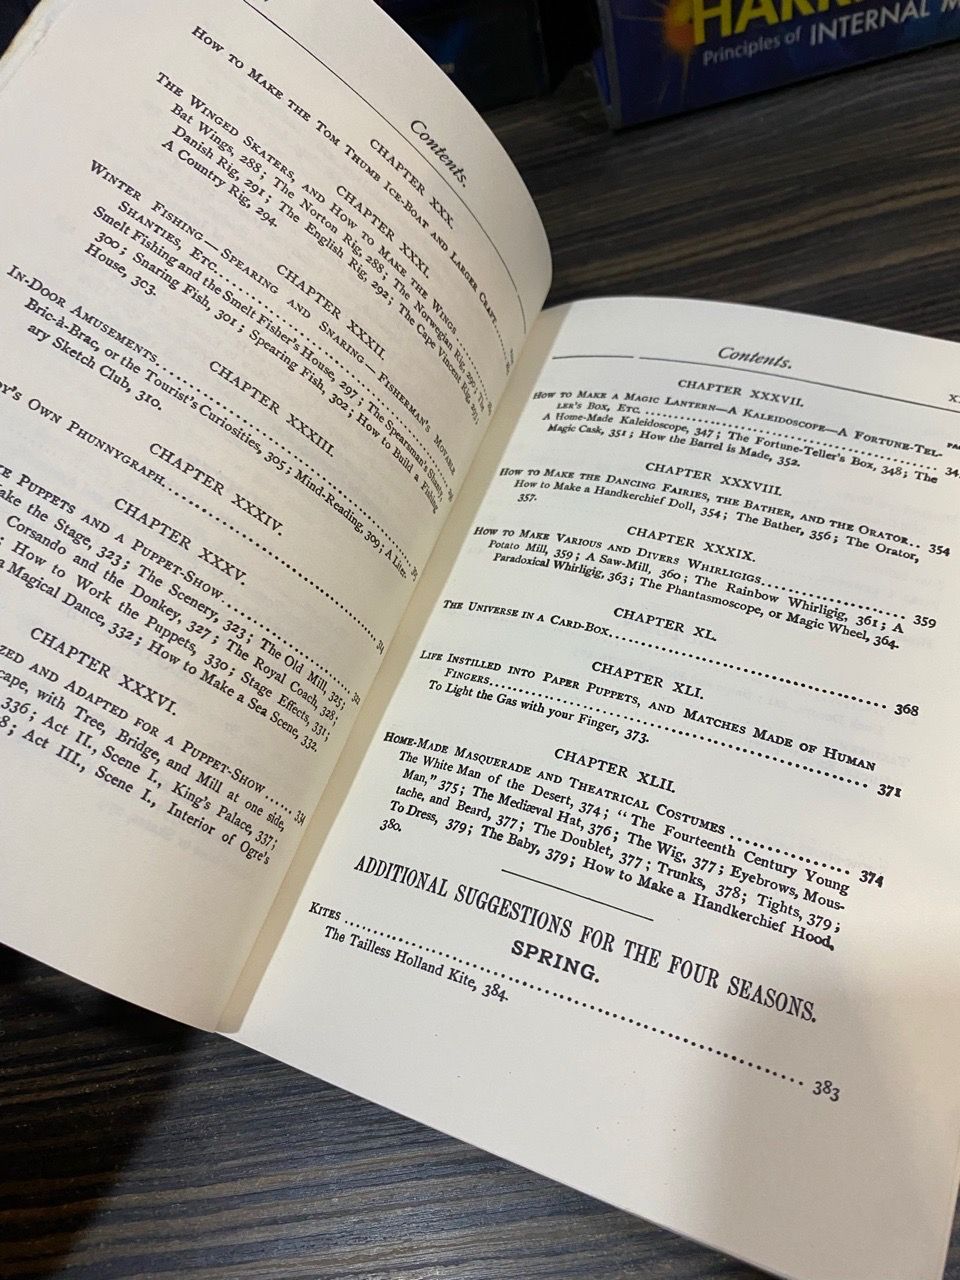 HARR
Principles of INTERNAL M
Contents.
CHAPTER XXX.
How to Make the Tom Thumb Ice-Boat and Larger Craft
CHAPTER XXXI.
The Winged Skaters, and How to Make the Wings
Bat Wings, 288; The Norton Rig, 288; The Norwegian Rig, 290; The
Danish Rig, 291; The English Rig, 292; The Cape Vincent Rig, 293;
A Country Rig, 294.
CHAPTER XXXII.
Winter Fishing—Spearing and Snaring—Fisherman's Movable
Shanties, Etc.
Smelt Fishing and the Smelt Fisher's House, 297; The Spearsman's Shanty,
300; Snaring Fish, 301; Spearing Fish, 302; How to Build a Fishing
House, 303.
CHAPTER XXXIII.
In-Door Amusements
Bric-à-Brac, or the Tourist's Curiosities, 305; Mind-Reading, 309; A Liter-
ary Sketch Club, 310.
CHAPTER XXXIV.
oy's Own Phunnygraph
CHAPTER XXXV.
Puppets and a Puppet-Show
ake the Stage, 323; The Scenery, 323; The Old Mill, 325;
Corsando and the Donkey, 327; The Royal Coach, 328;
; How to Work the Puppets, 330; Stage Effects, 331;
a Magical Dance, 332; How to Make a Sea Scene, 332.
CHAPTER XXXVI.
zed and Adapted for a Puppet-Show...... 334
cape, with Tree, Bridge, and Mill at one side,
336; Act II., Scene I., King's Palace, 337;
8; Act III., Scene I., Interior of Ogre's
Contents.
CHAPTER XXXVII.
How to Make a Magic Lantern—A Kaleidoscope—A Fortune-Tel-
ler's Box, Etc.
A Home-Made Kaleidoscope, 347; The Fortune-Teller's Box, 348; The
Magic Cask, 351; How the Barrel is Made, 352.
CHAPTER XXXVIII.
How to Make the Dancing Fairies, the Bather, and the Orator.. 354
How to Make a Handkerchief Doll, 354; The Bather, 356; The Orator,
357.
CHAPTER XXXIX.
How to Make Various and Divers Whirligigs................ 359
Potato Mill, 359; A Saw-Mill, 360; The Rainbow Whirligig, 361; A
Paradoxical Whirligig, 363; The Phantasmoscope, or Magic Wheel, 364.
CHAPTER XL.
The Universe in a Card-Box................ 368
CHAPTER XLI.
Life Instilled into Paper Puppets, and Matches Made of Human
Fingers................ 371
To Light the Gas with your Finger, 373.
CHAPTER XLII.
Home-Made Masquerade and Theatrical Costumes ................ 374
The White Man of the Desert, 374; "The Fourteenth Century Young
Man," 375; The Mediæval Hat, 376; The Wig, 377; Eyebrows, Mous-
tache, and Beard, 377; The Doublet, 377; Trunks, 378; Tights, 379;
To Dress, 379; The Baby, 379; How to Make a Handkerchief Hood,
380.
ADDITIONAL SUGGESTIONS FOR THE FOUR SEASONS.
SPRING.
Kites ................ 383
The Tailless Holland Kite, 384.